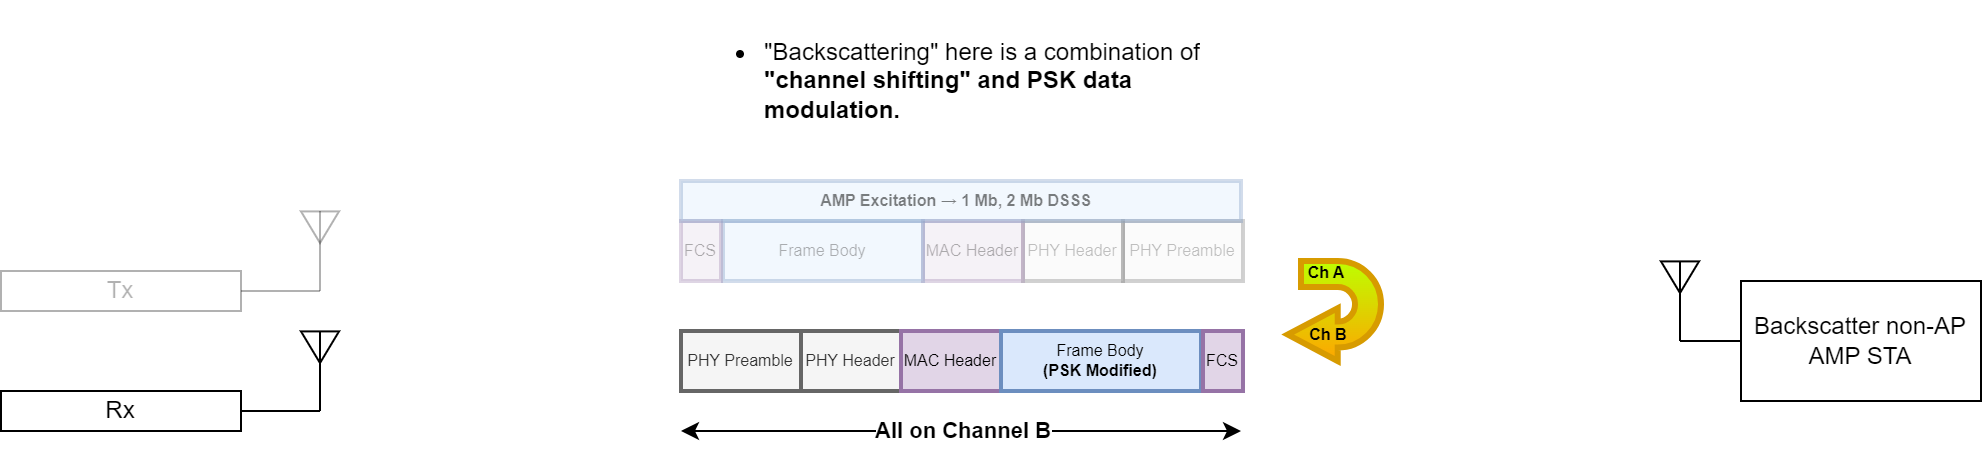 "Backscattering" here is a combination of
"channel shifting" and PSK data
modulation.
AMP Excitation → 1 Mb, 2 Mb DSSS
FCS
Frame Body
MAC Header
PHY Header
PHY Preamble
Tx
Ch A
Ch B
Backscatter non-AP
AMP STA
PHY Preamble
PHY Header
MAC Header
Frame Body
(PSK Modified)
FCS
Rx
All on Channel B